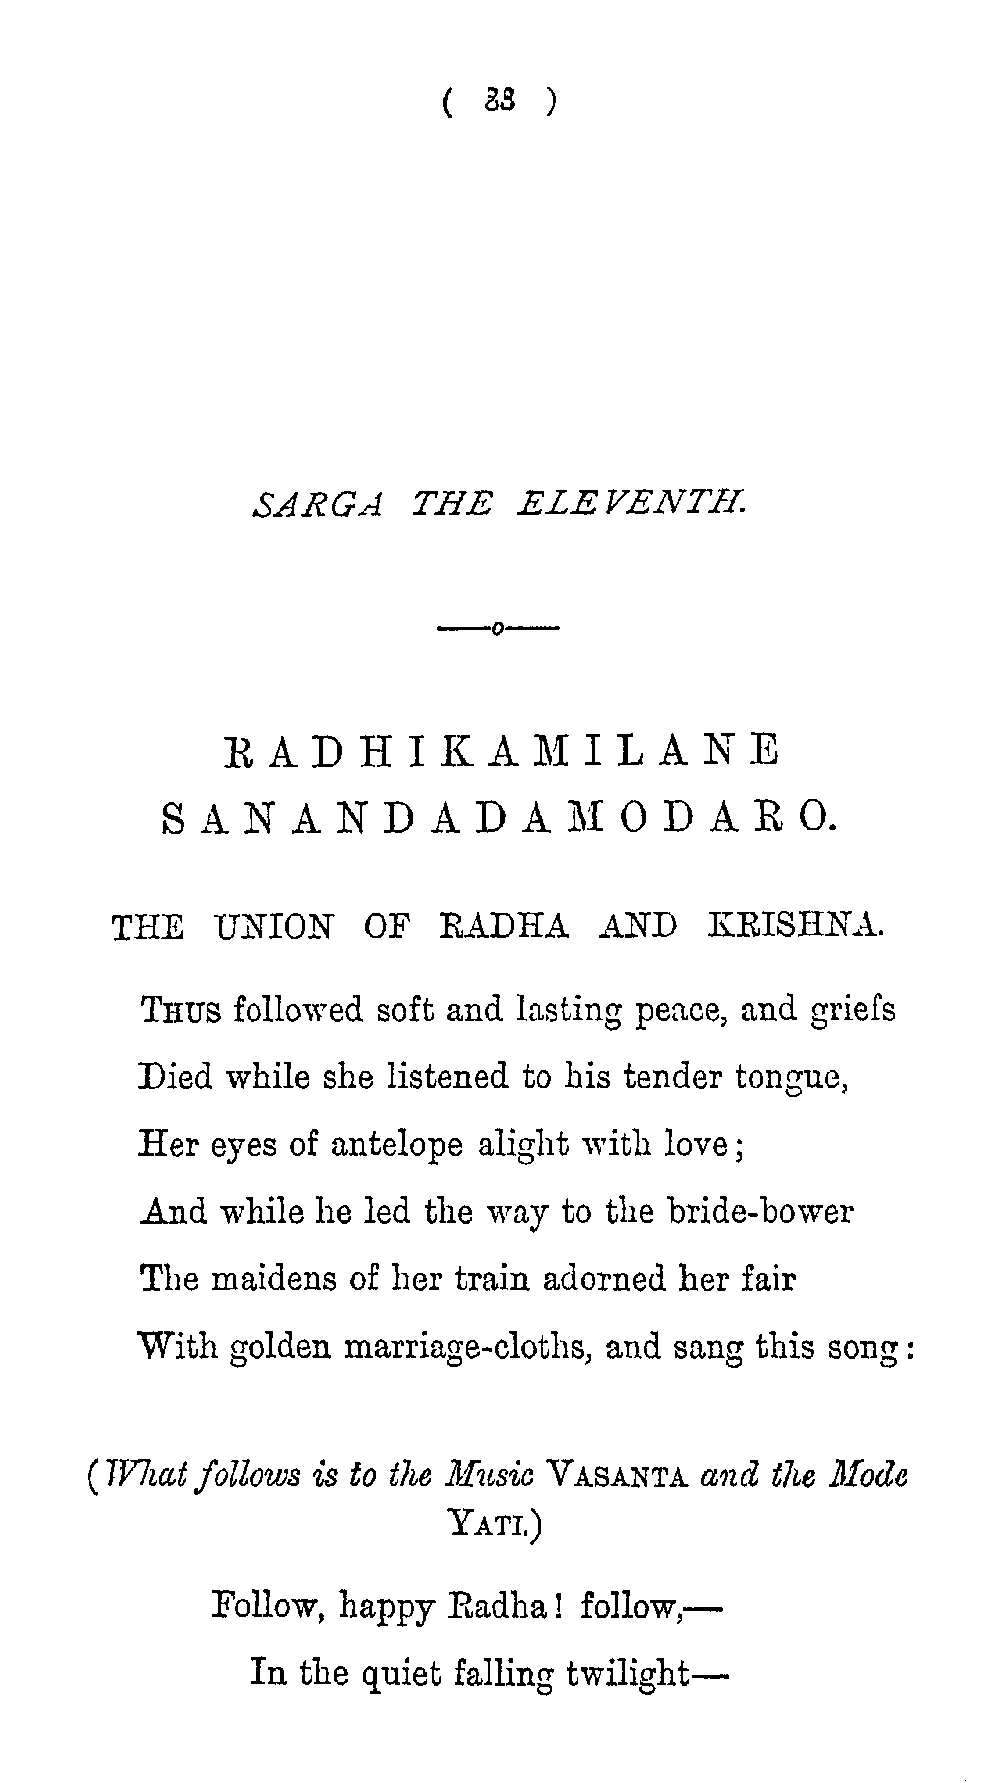 ( 88 )
SARGA THE ELEVENTH.
RADHIKAMILANE
SANANDADAMODARO.
THE UNION OF RADHA AND KRISHNA.
THUS followed soft and lasting peace, and griefs
Died while she listened to his tender tongue,
Her eyes of antelope alight with love;
And while he led the way to the bride-bower
The maidens of her train adorned her fair
With golden marriage-cloths, and sang this song:
(What follows is to the Music VASANTA and the Mode
YATI.)
Follow, happy Radha! follow,—
In the quiet falling twilight—